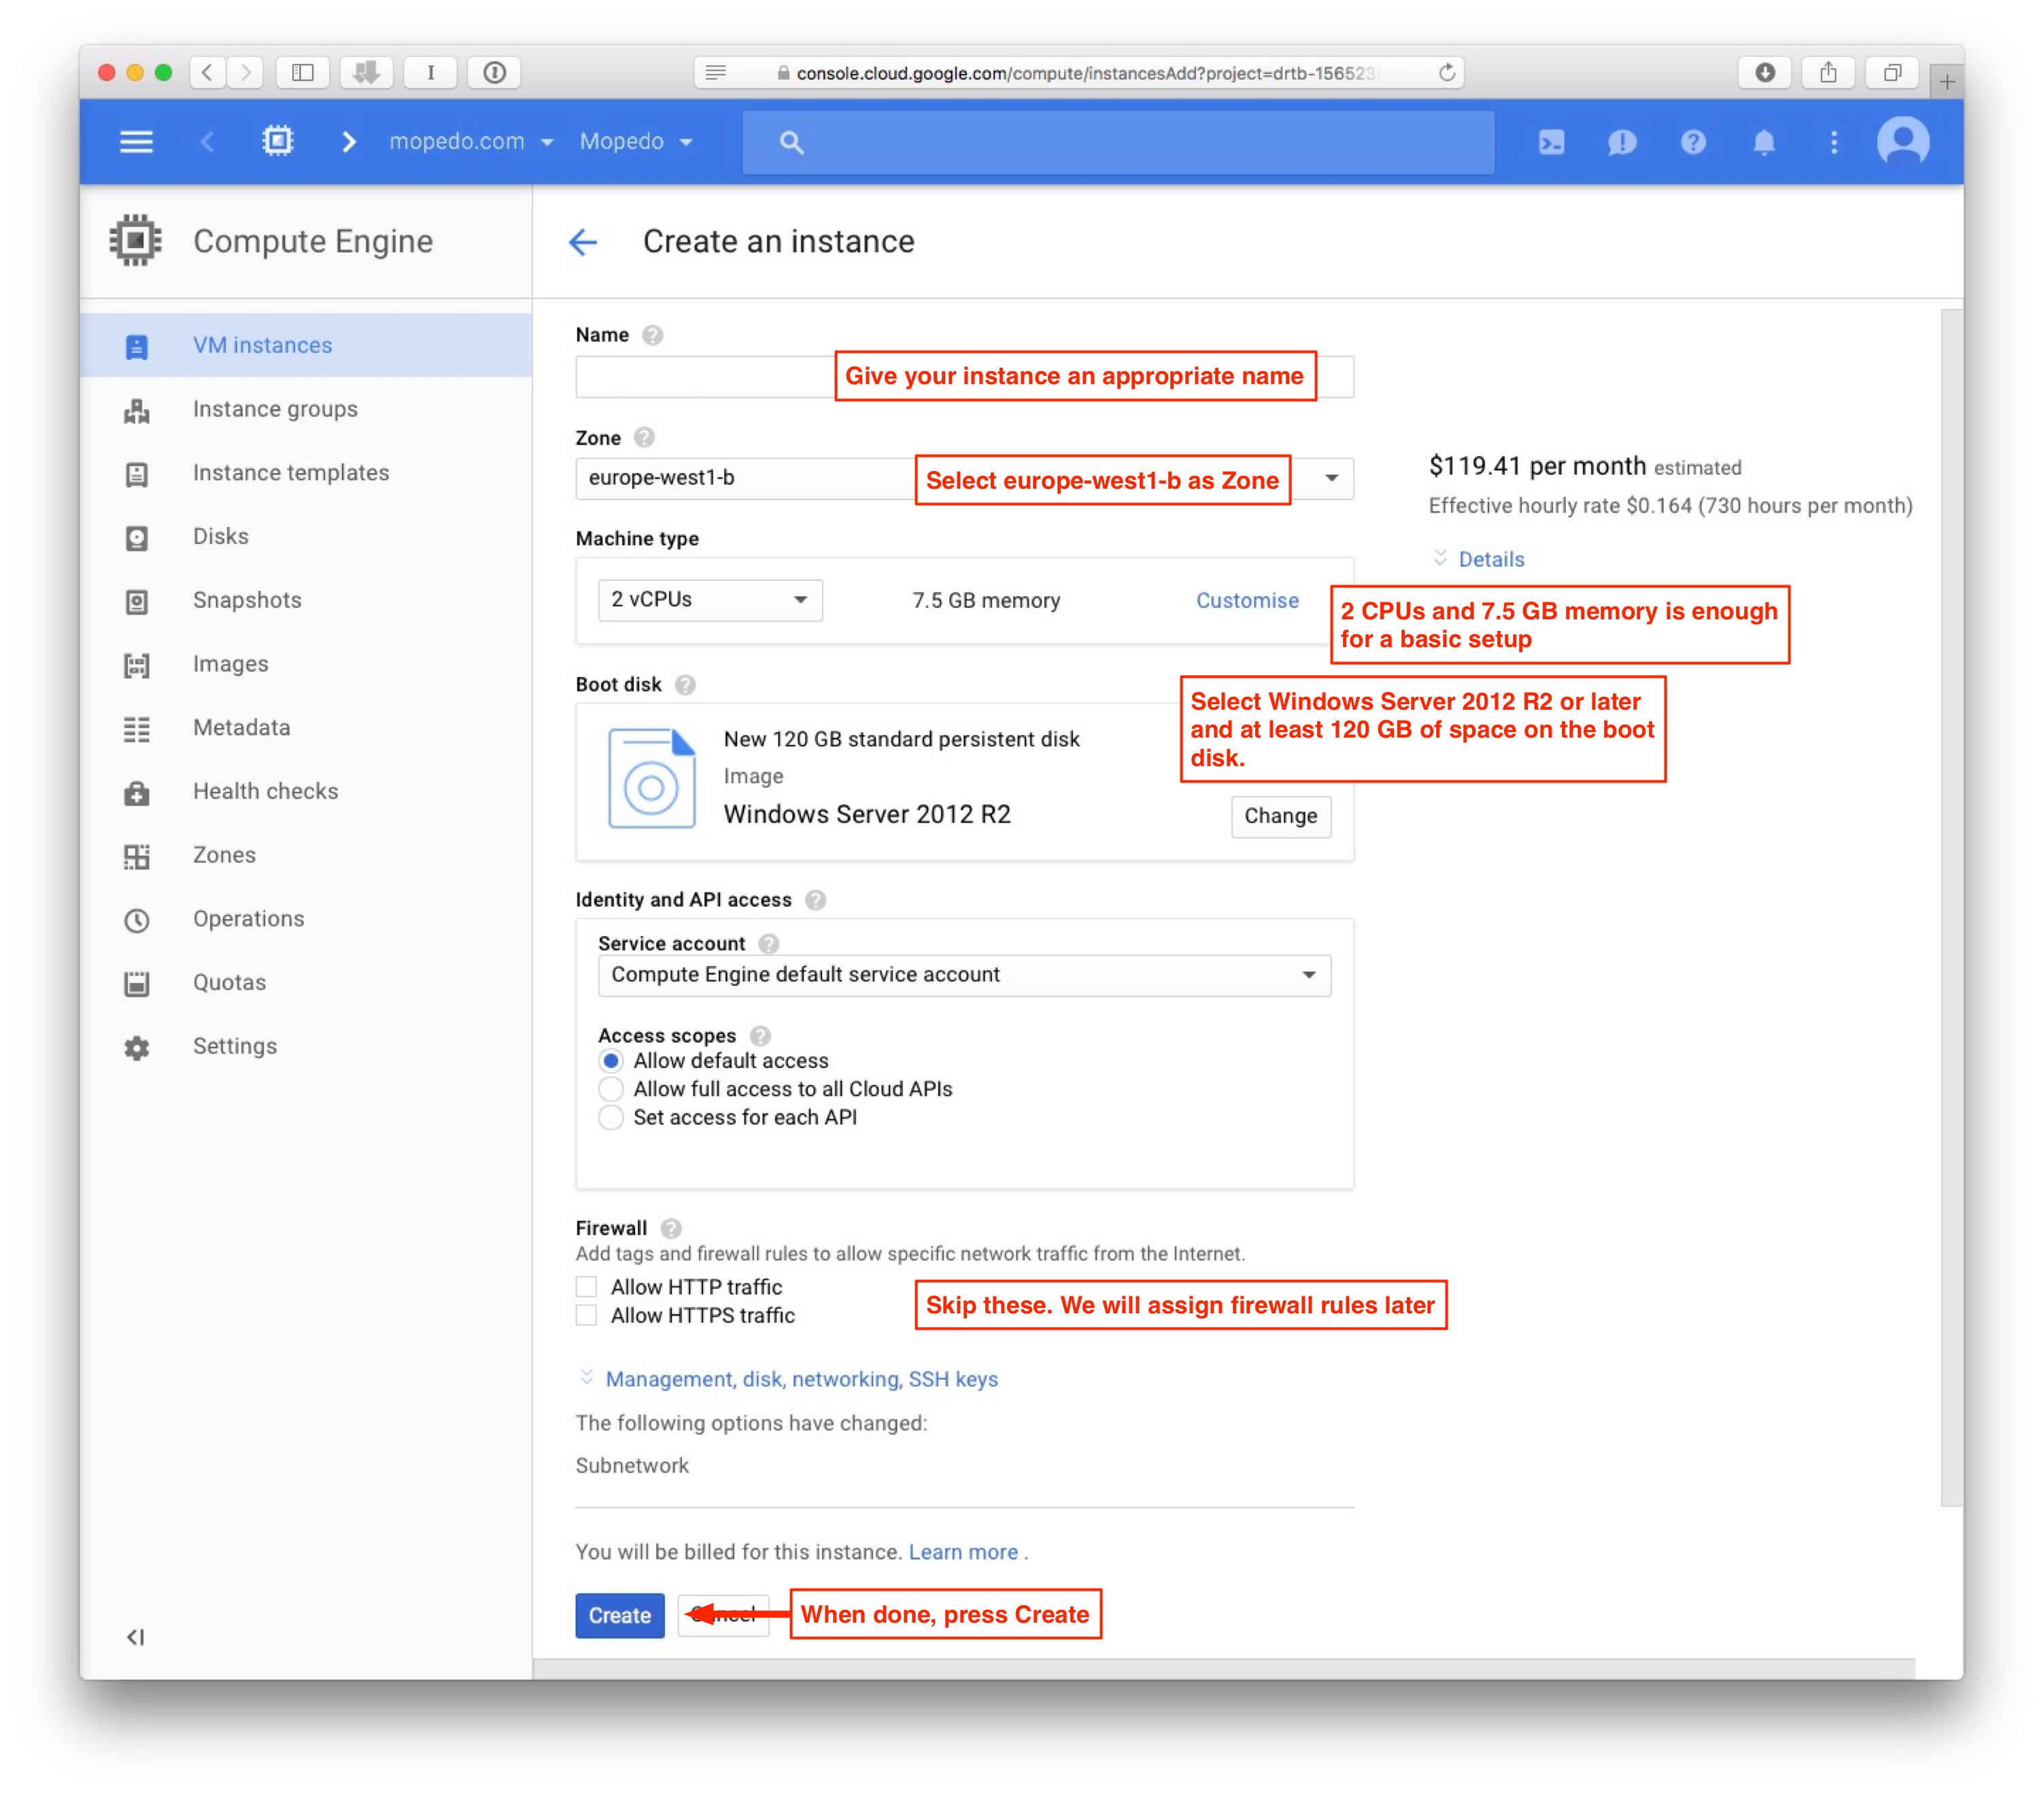 console.cloud.google.com/compute/instancesAdd?project=drtb-156523
mopedo.com
Mopedo
Compute Engine
Create an instance
VM instances
Instance groups
Instance templates
Disks
Snapshots
Images
Metadata
Health checks
Zones
Operations
Quotas
Settings
Name
Give your instance an appropriate name
Zone
europe-west1-b
Select europe-west1-b as Zone
$119.41 per month estimated
Effective hourly rate $0.164 (730 hours per month)
Details
Machine type
2 vCPUs
7.5 GB memory
Customise
2 CPUs and 7.5 GB memory is enough
for a basic setup
Boot disk
Select Windows Server 2012 R2 or later
and at least 120 GB of space on the boot
disk.
New 120 GB standard persistent disk
Image
Windows Server 2012 R2
Change
Identity and API access
Service account
Compute Engine default service account
Access scopes
Allow default access
Allow full access to all Cloud APIs
Set access for each API
Firewall
Add tags and firewall rules to allow specific network traffic from the Internet.
Allow HTTP traffic
Allow HTTPS traffic
Skip these. We will assign firewall rules later
Management, disk, networking, SSH keys
The following options have changed:
Subnetwork
You will be billed for this instance. Learn more .
Create
Cancel
When done, press Create